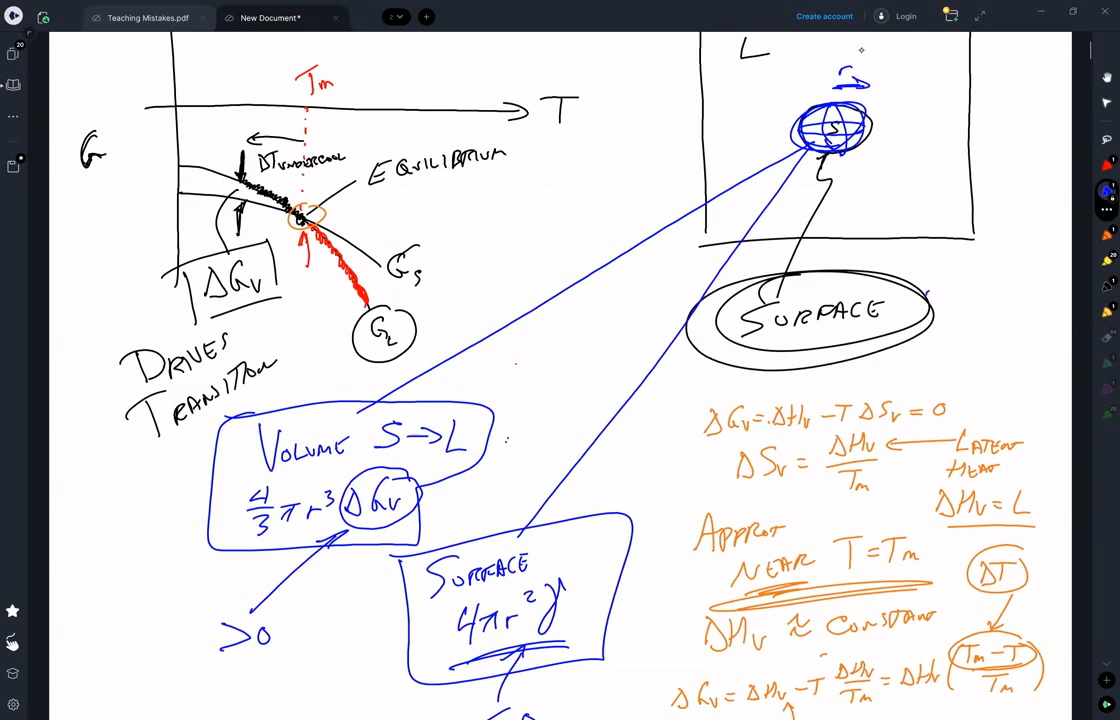 Teaching Mistakes.pdf
New Document*
2
Create account
Login
20
Tm
T
G
ΔTundercool
EQUILIBRIUM
ΔGv
Gs
GL
DRIVES
TRANSITION
L
r
S
SURFACE
VOLUME S→L
4/3 πr³ ΔGv
>0
SURFACE
4πr²γ
ΔGv = ΔHv - TΔSv = 0
ΔSv = ΔHv/Tm ← LATENT
HEAT
ΔHv = L
APPROX
NEAR T = Tm
ΔT
ΔHv ≈ CONSTANT
ΔGv = ΔHv - T ΔHv/Tm = ΔHv (Tm - T/Tm)